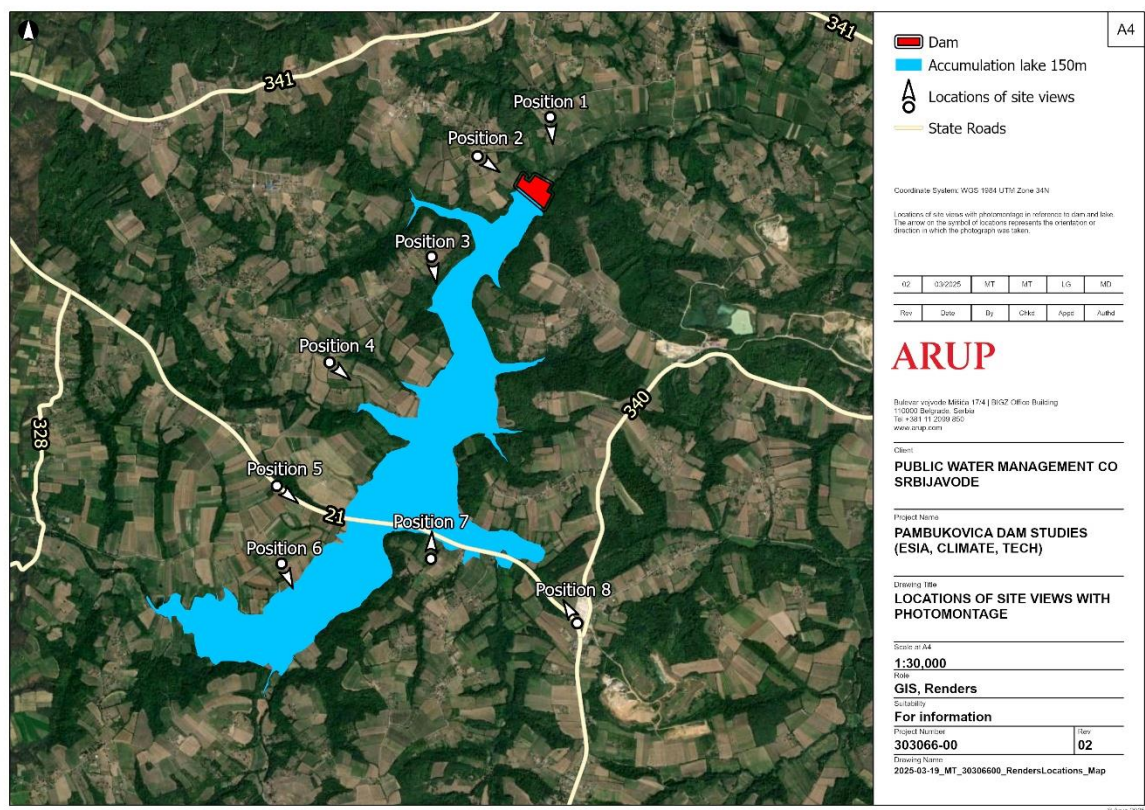 341
341
Position 1
Position 2
Position 3
Position 4
340
328
Position 5
21
Position 7
Position 6
Position 8
A4
Dam
Accumulation lake 150m
Locations of site views
State Roads
Coordinate System: WGS 1984 UTM Zone 34N
Locations of site views with photomontage in reference to dam and lake.
The arrow on the symbol of locations represents the orientation or
direction in which the photograph was taken.
02 03/2025 MT MT LG MD
Rev Date By Chkd Appd Authd
ARUP
Bulevar vojvode Mišića 17/4 | BIGZ Office Building
110000 Belgrade, Serbia
Tel +381 11 2099 850
www.arup.com
Client
PUBLIC WATER MANAGEMENT CO
SRBIJAVODE
Project Name
PAMBUKOVICA DAM STUDIES
(ESIA, CLIMATE, TECH)
Drawing Title
LOCATIONS OF SITE VIEWS WITH
PHOTOMONTAGE
Scale at A4
1:30,000
Role
GIS, Renders
Suitability
For information
Project Number Rev
303066-00 02
Drawing Name
2025-03-19_MT_30306600_RendersLocations_Map